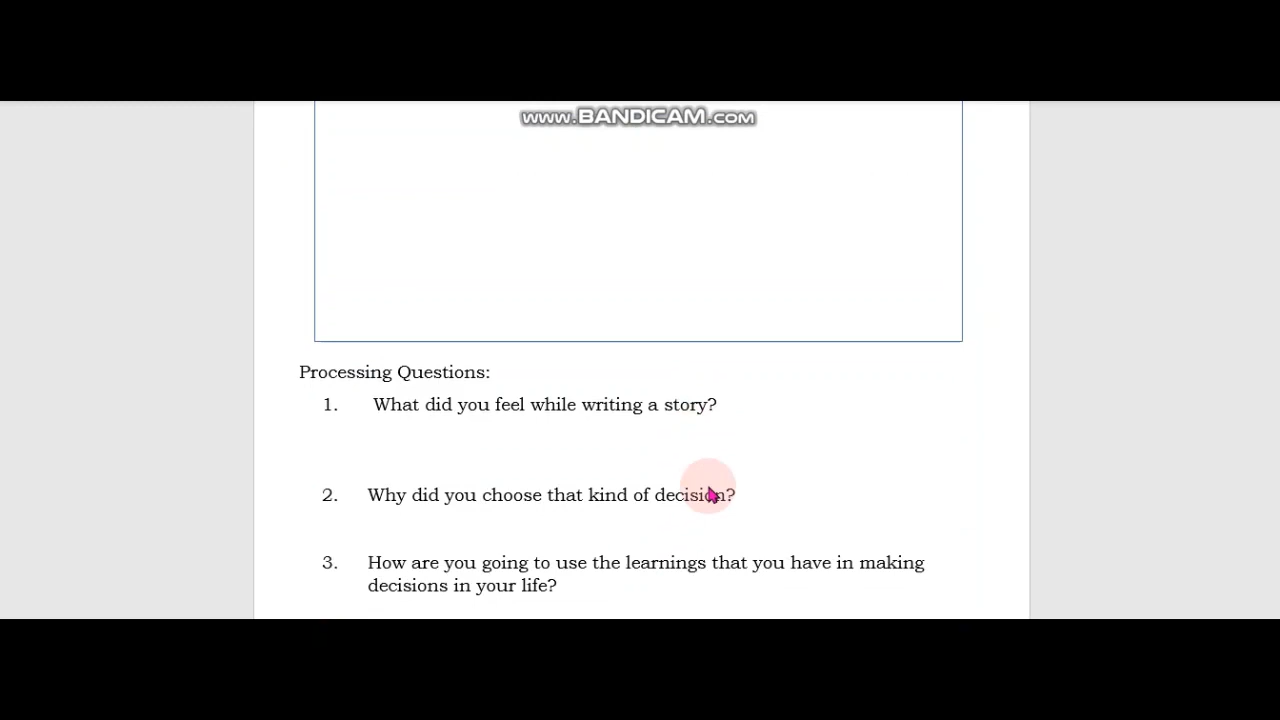 www.BANDICAM.COM
Processing Questions:
1. What did you feel while writing a story?
2. Why did you choose that kind of decision?
3. How are you going to use the learnings that you have in making
decisions in your life?